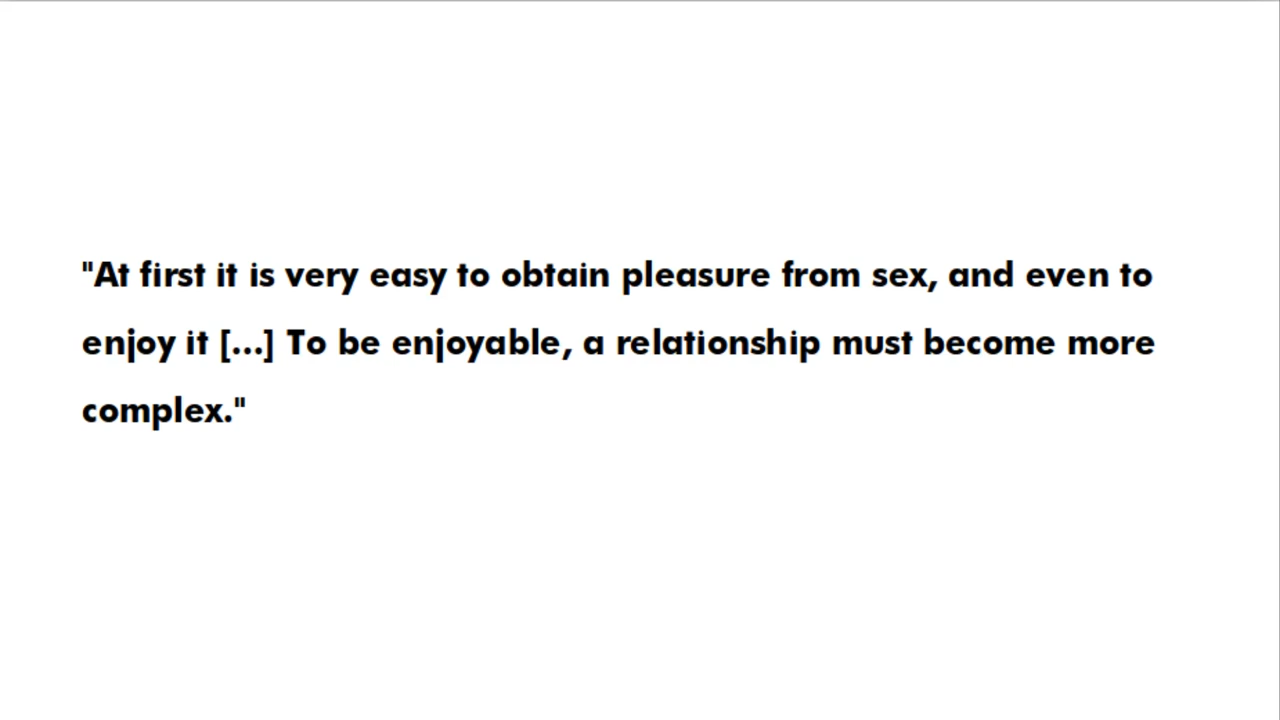 "At first it is very easy to obtain pleasure from sex, and even to
enjoy it [...] To be enjoyable, a relationship must become more
complex."